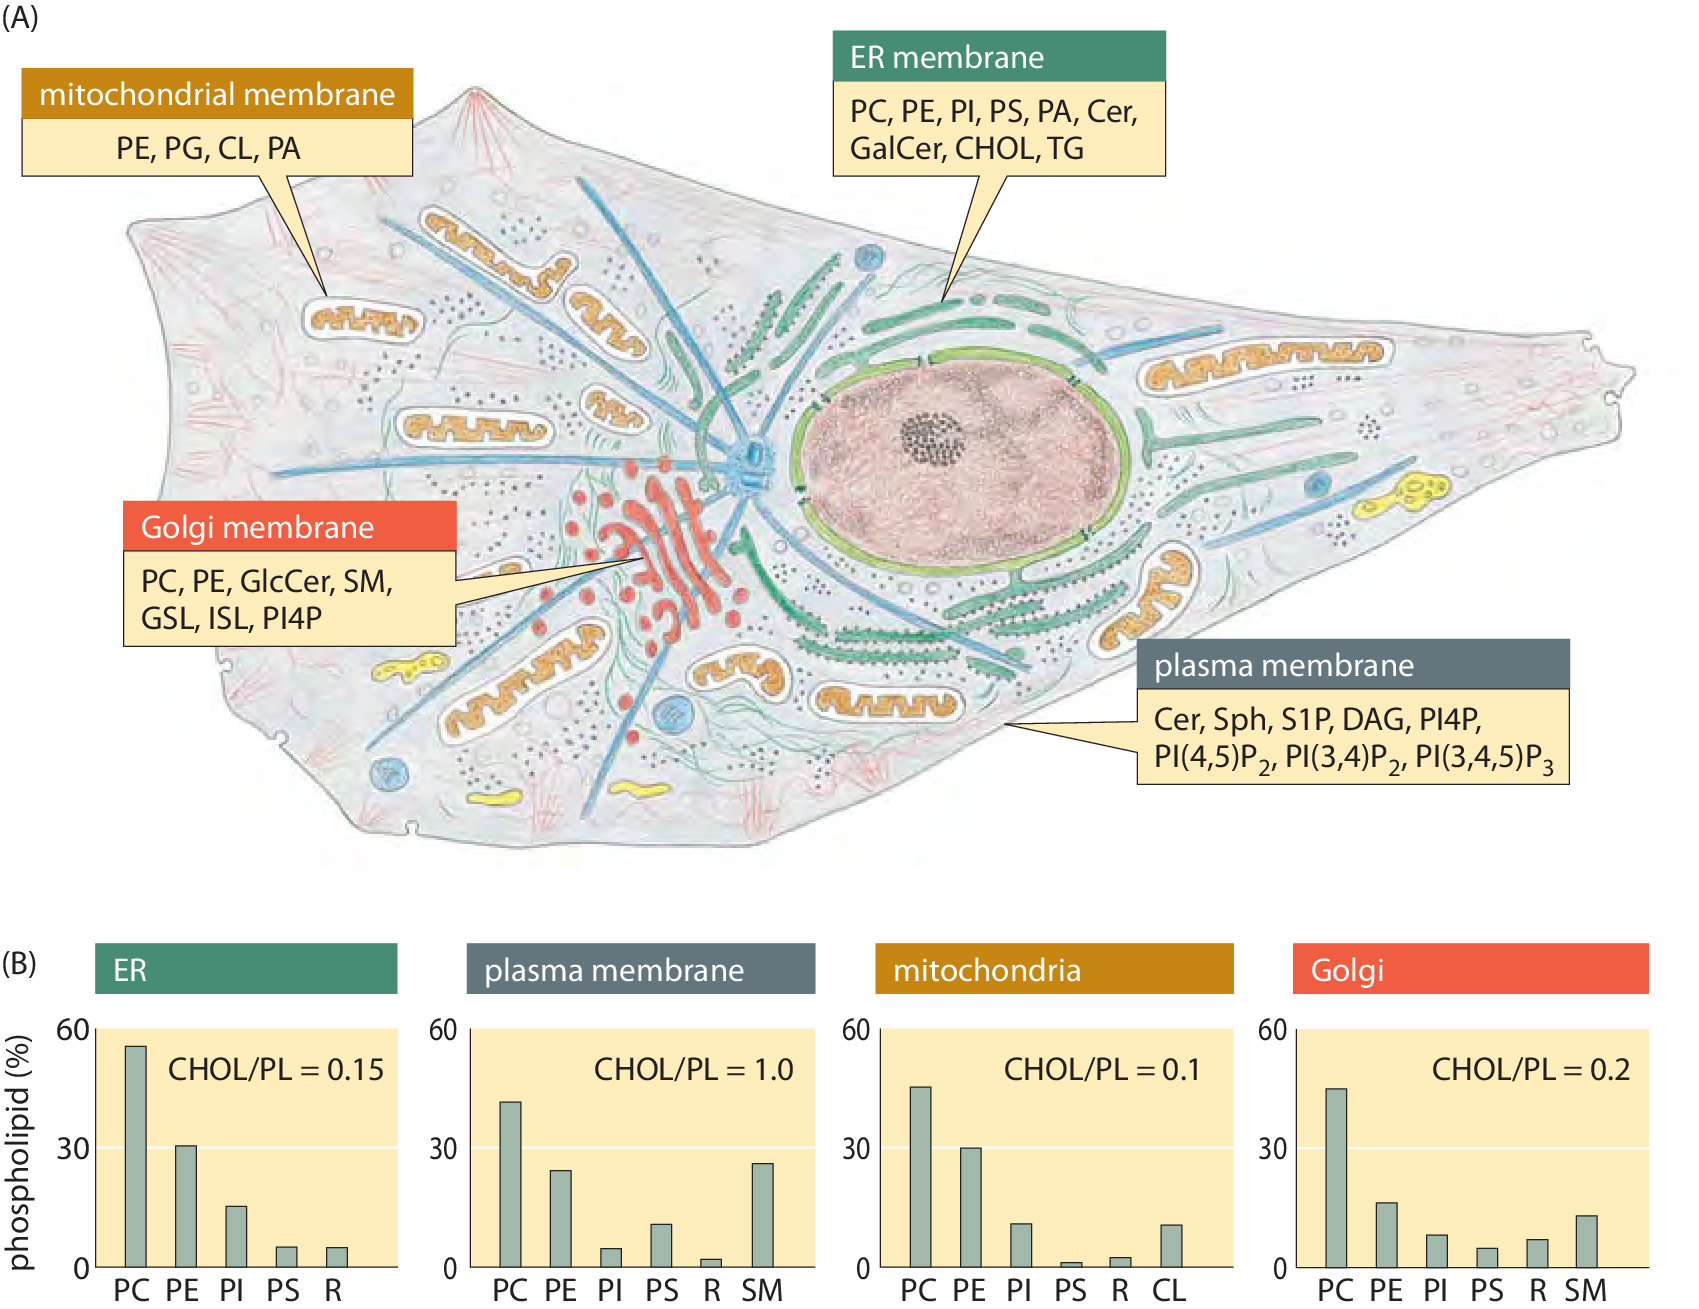 (A)
mitochondrial membrane
PE, PG, CL, PA
ER membrane
PC, PE, PI, PS, PA, Cer,
GalCer, CHOL, TG
Golgi membrane
PC, PE, GlcCer, SM,
GSL, ISL, PI4P
plasma membrane
Cer, Sph, S1P, DAG, PI4P,
PI(4,5)P₂, PI(3,4)P₂, PI(3,4,5)P₃
(B)
phospholipid (%)
ER
60
30
0
CHOL/PL = 0.15
PC PE PI PS R
plasma membrane
60
30
0
CHOL/PL = 1.0
PC PE PI PS R SM
mitochondria
60
30
0
CHOL/PL = 0.1
PC PE PI PS R CL
Golgi
60
30
0
CHOL/PL = 0.2
PC PE PI PS R SM